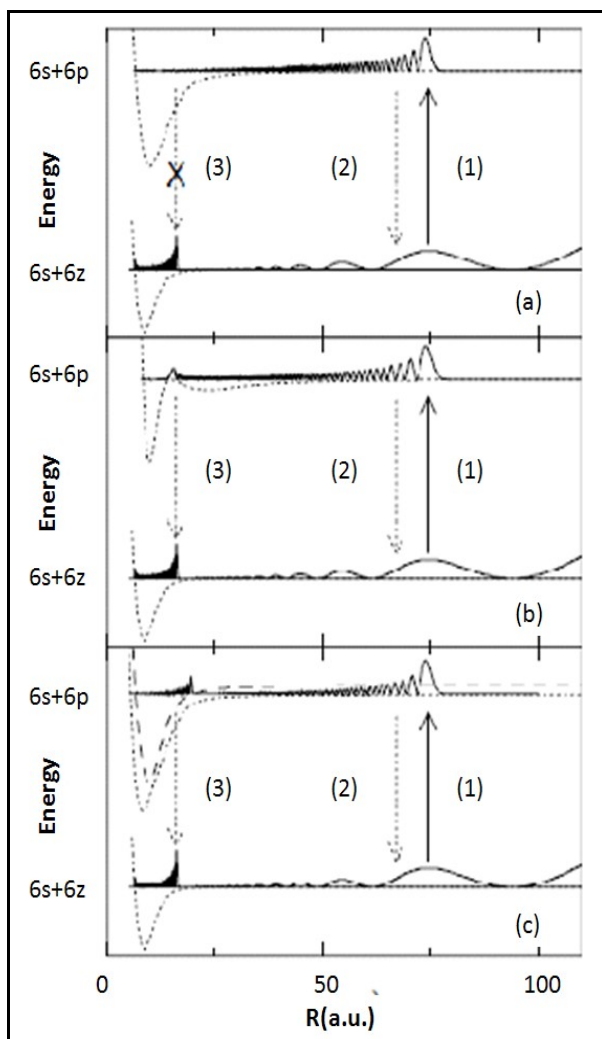 6s+6p
(3)
(2)
(1)
Energy
6s+6z
(a)
6s+6p
(3)
(2)
(1)
Energy
6s+6z
(b)
6s+6p
(3)
(2)
(1)
Energy
6s+6z
(c)
0
50
100
R(a.u.)